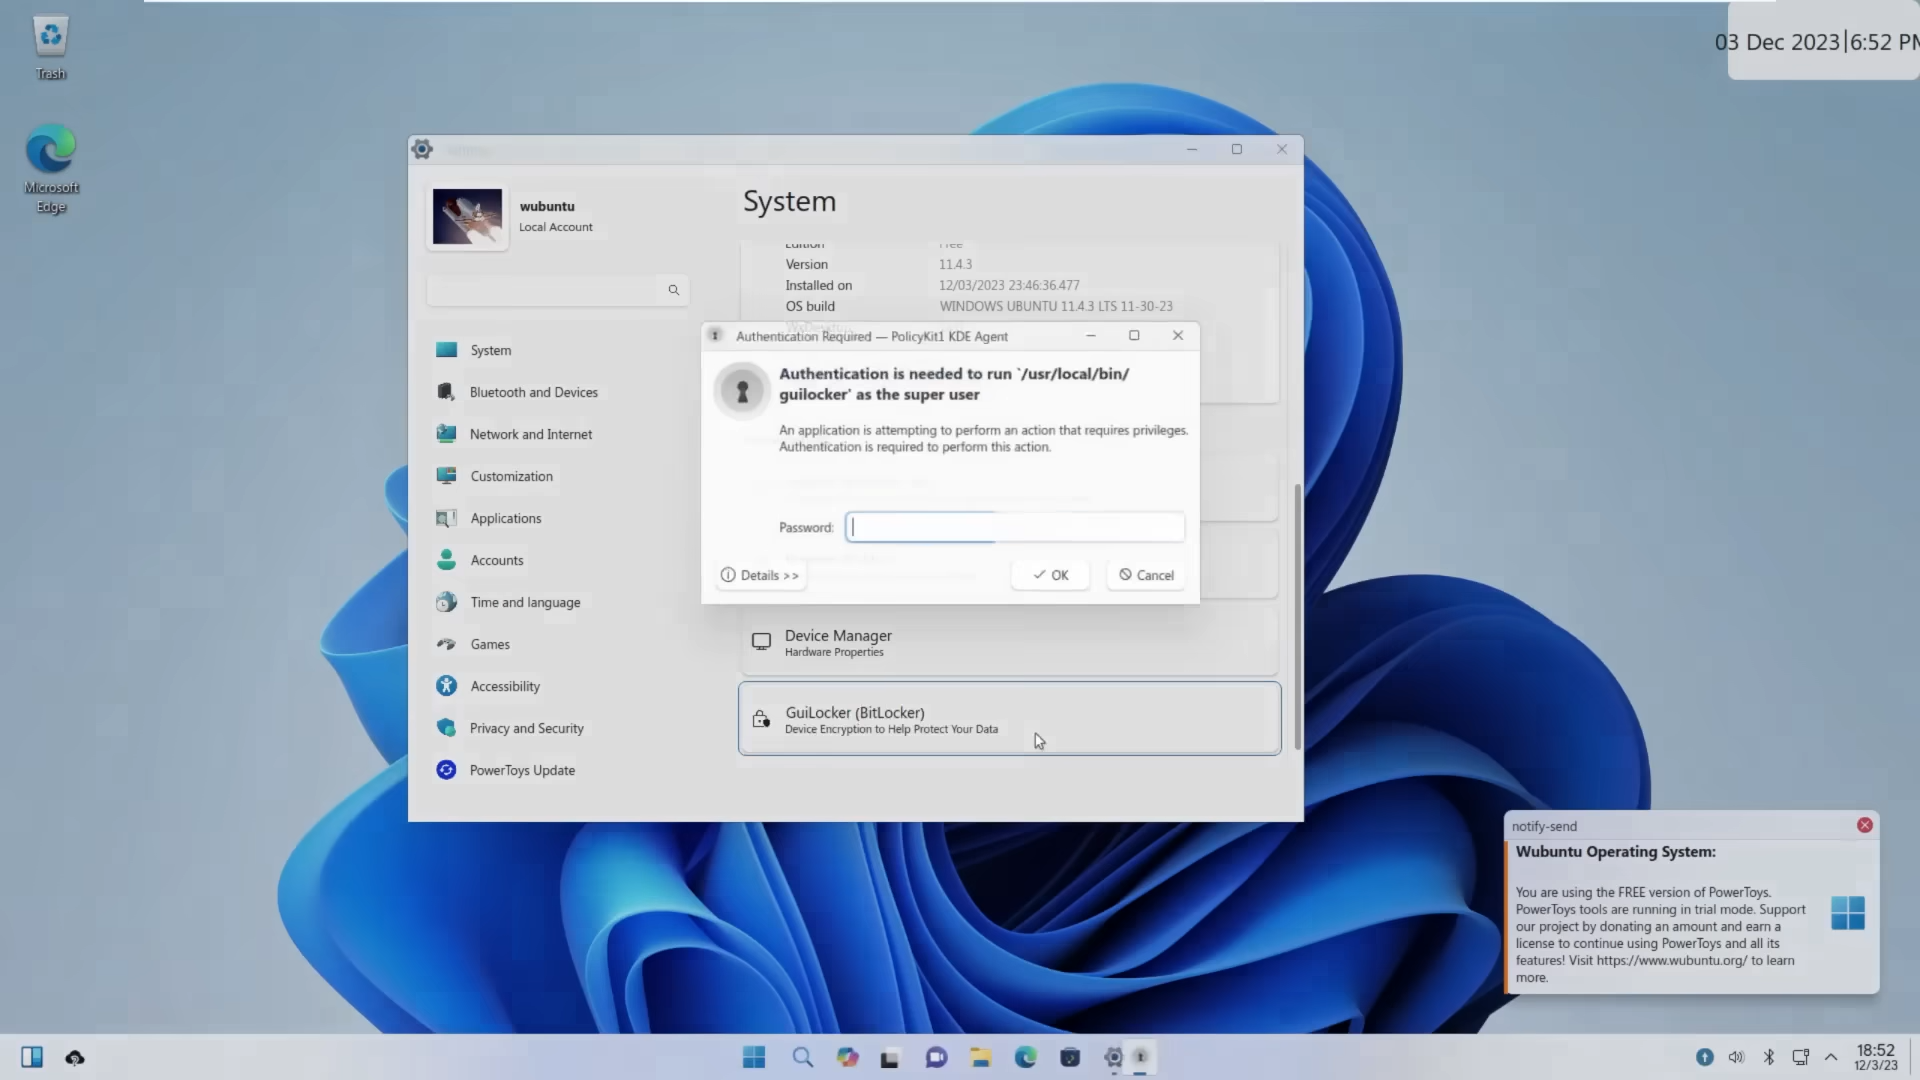 Trash
Microsoft
Edge
03 Dec 2023|6:52 PM
wubuntu
Local Account
System
Edition Free
Version 11.4.3
Installed on 12/03/2023 23:46:36.477
OS build WINDOWS UBUNTU 11.4.3 LTS 11-30-23
System
Bluetooth and Devices
Network and Internet
Customization
Applications
Accounts
Time and language
Games
Accessibility
Privacy and Security
PowerToys Update
Authentication Required — PolicyKit1 KDE Agent
Authentication is needed to run `/usr/local/bin/
guilocker' as the super user
An application is attempting to perform an action that requires privileges.
Authentication is required to perform this action.
Password:
Details >>
OK
Cancel
Device Manager
Hardware Properties
GuiLocker (BitLocker)
Device Encryption to Help Protect Your Data
notify-send
Wubuntu Operating System:
You are using the FREE version of PowerToys.
PowerToys tools are running in trial mode. Support
our project by donating an amount and earn a
license to continue using PowerToys and all its
features! Visit https://www.wubuntu.org/ to learn
more.
18:52
12/3/23